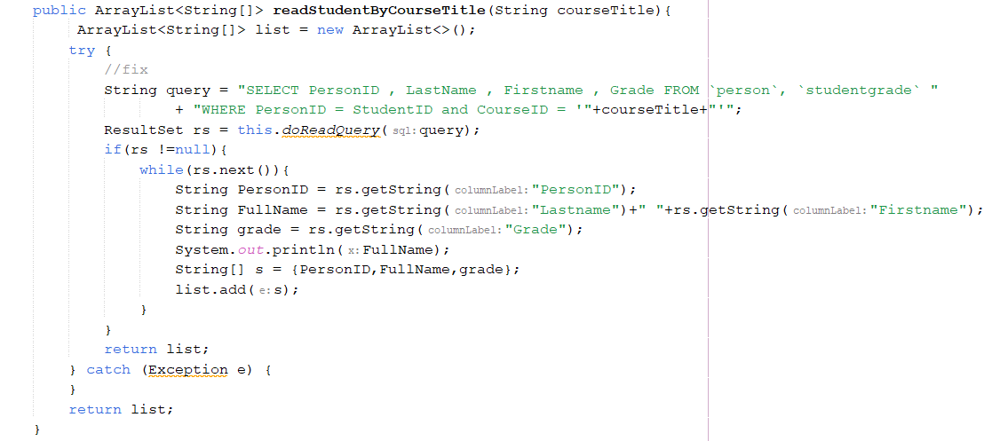 public ArrayList<String[]> readStudentByCourseTitle(String courseTitle){
ArrayList<String[]> list = new ArrayList<>();
try {
//fix
String query = "SELECT PersonID , LastName , Firstname , Grade FROM `person`, `studentgrade` "
+ "WHERE PersonID = StudentID and CourseID = '"+courseTitle+"'";
ResultSet rs = this.doReadQuery( sql: query);
if(rs !=null){
while(rs.next()){
String PersonID = rs.getString( columnLabel: "PersonID");
String FullName = rs.getString( columnLabel: "Lastname")+" "+rs.getString( columnLabel: "Firstname");
String grade = rs.getString( columnLabel: "Grade");
System.out.println( x: FullName);
String[] s = {PersonID,FullName,grade};
list.add( e: s);
}
}
return list;
} catch (Exception e) {
}
return list;
}